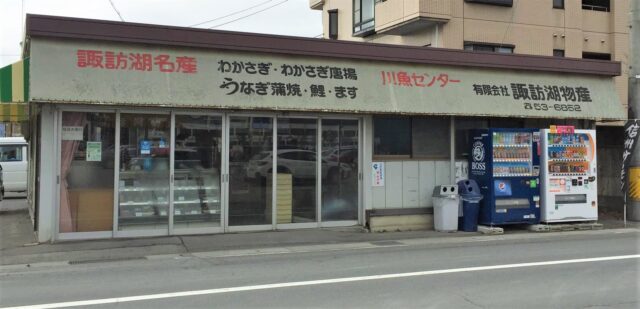 諏訪湖名産
わかさぎ・わかさぎ唐揚
うなぎ蒲焼・鯉・ます
川魚センター
有限会社 諏訪湖物産
☎53-6852
BOSS